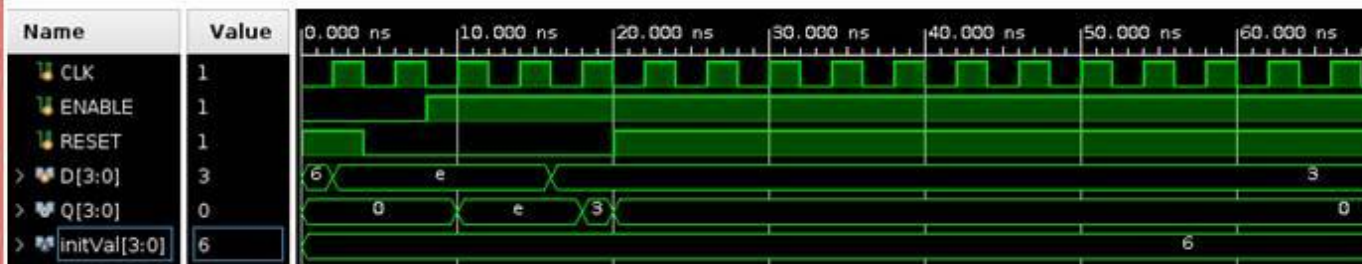 Name Value 0.000 ns 10.000 ns 20.000 ns 30.000 ns 40.000 ns 50.000 ns 60.000 ns
CLK 1
ENABLE 1
RESET 1
> D[3:0] 3 6 e 3
> Q[3:0] 0 0 e 3 0
> initVal[3:0] 6 6